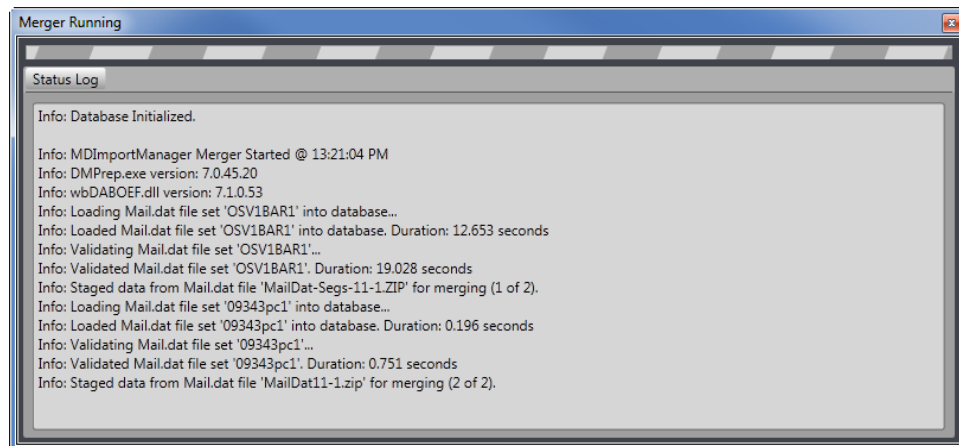 Merger Running
Status Log
Info: Database Initialized.
Info: MDImportManager Merger Started @ 13:21:04 PM
Info: DMPrep.exe version: 7.0.45.20
Info: wbDABOEF.dll version: 7.1.0.53
Info: Loading Mail.dat file set 'OSV1BAR1' into database...
Info: Loaded Mail.dat file set 'OSV1BAR1' into database. Duration: 12.653 seconds
Info: Validating Mail.dat file set 'OSV1BAR1'...
Info: Validated Mail.dat file set 'OSV1BAR1'. Duration: 19.028 seconds
Info: Staged data from Mail.dat file 'MailDat-Segs-11-1.ZIP' for merging (1 of 2).
Info: Loading Mail.dat file set '09343pc1' into database...
Info: Loaded Mail.dat file set '09343pc1' into database. Duration: 0.196 seconds
Info: Validating Mail.dat file set '09343pc1'...
Info: Validated Mail.dat file set '09343pc1'. Duration: 0.751 seconds
Info: Staged data from Mail.dat file 'MailDat11-1.zip' for merging (2 of 2).